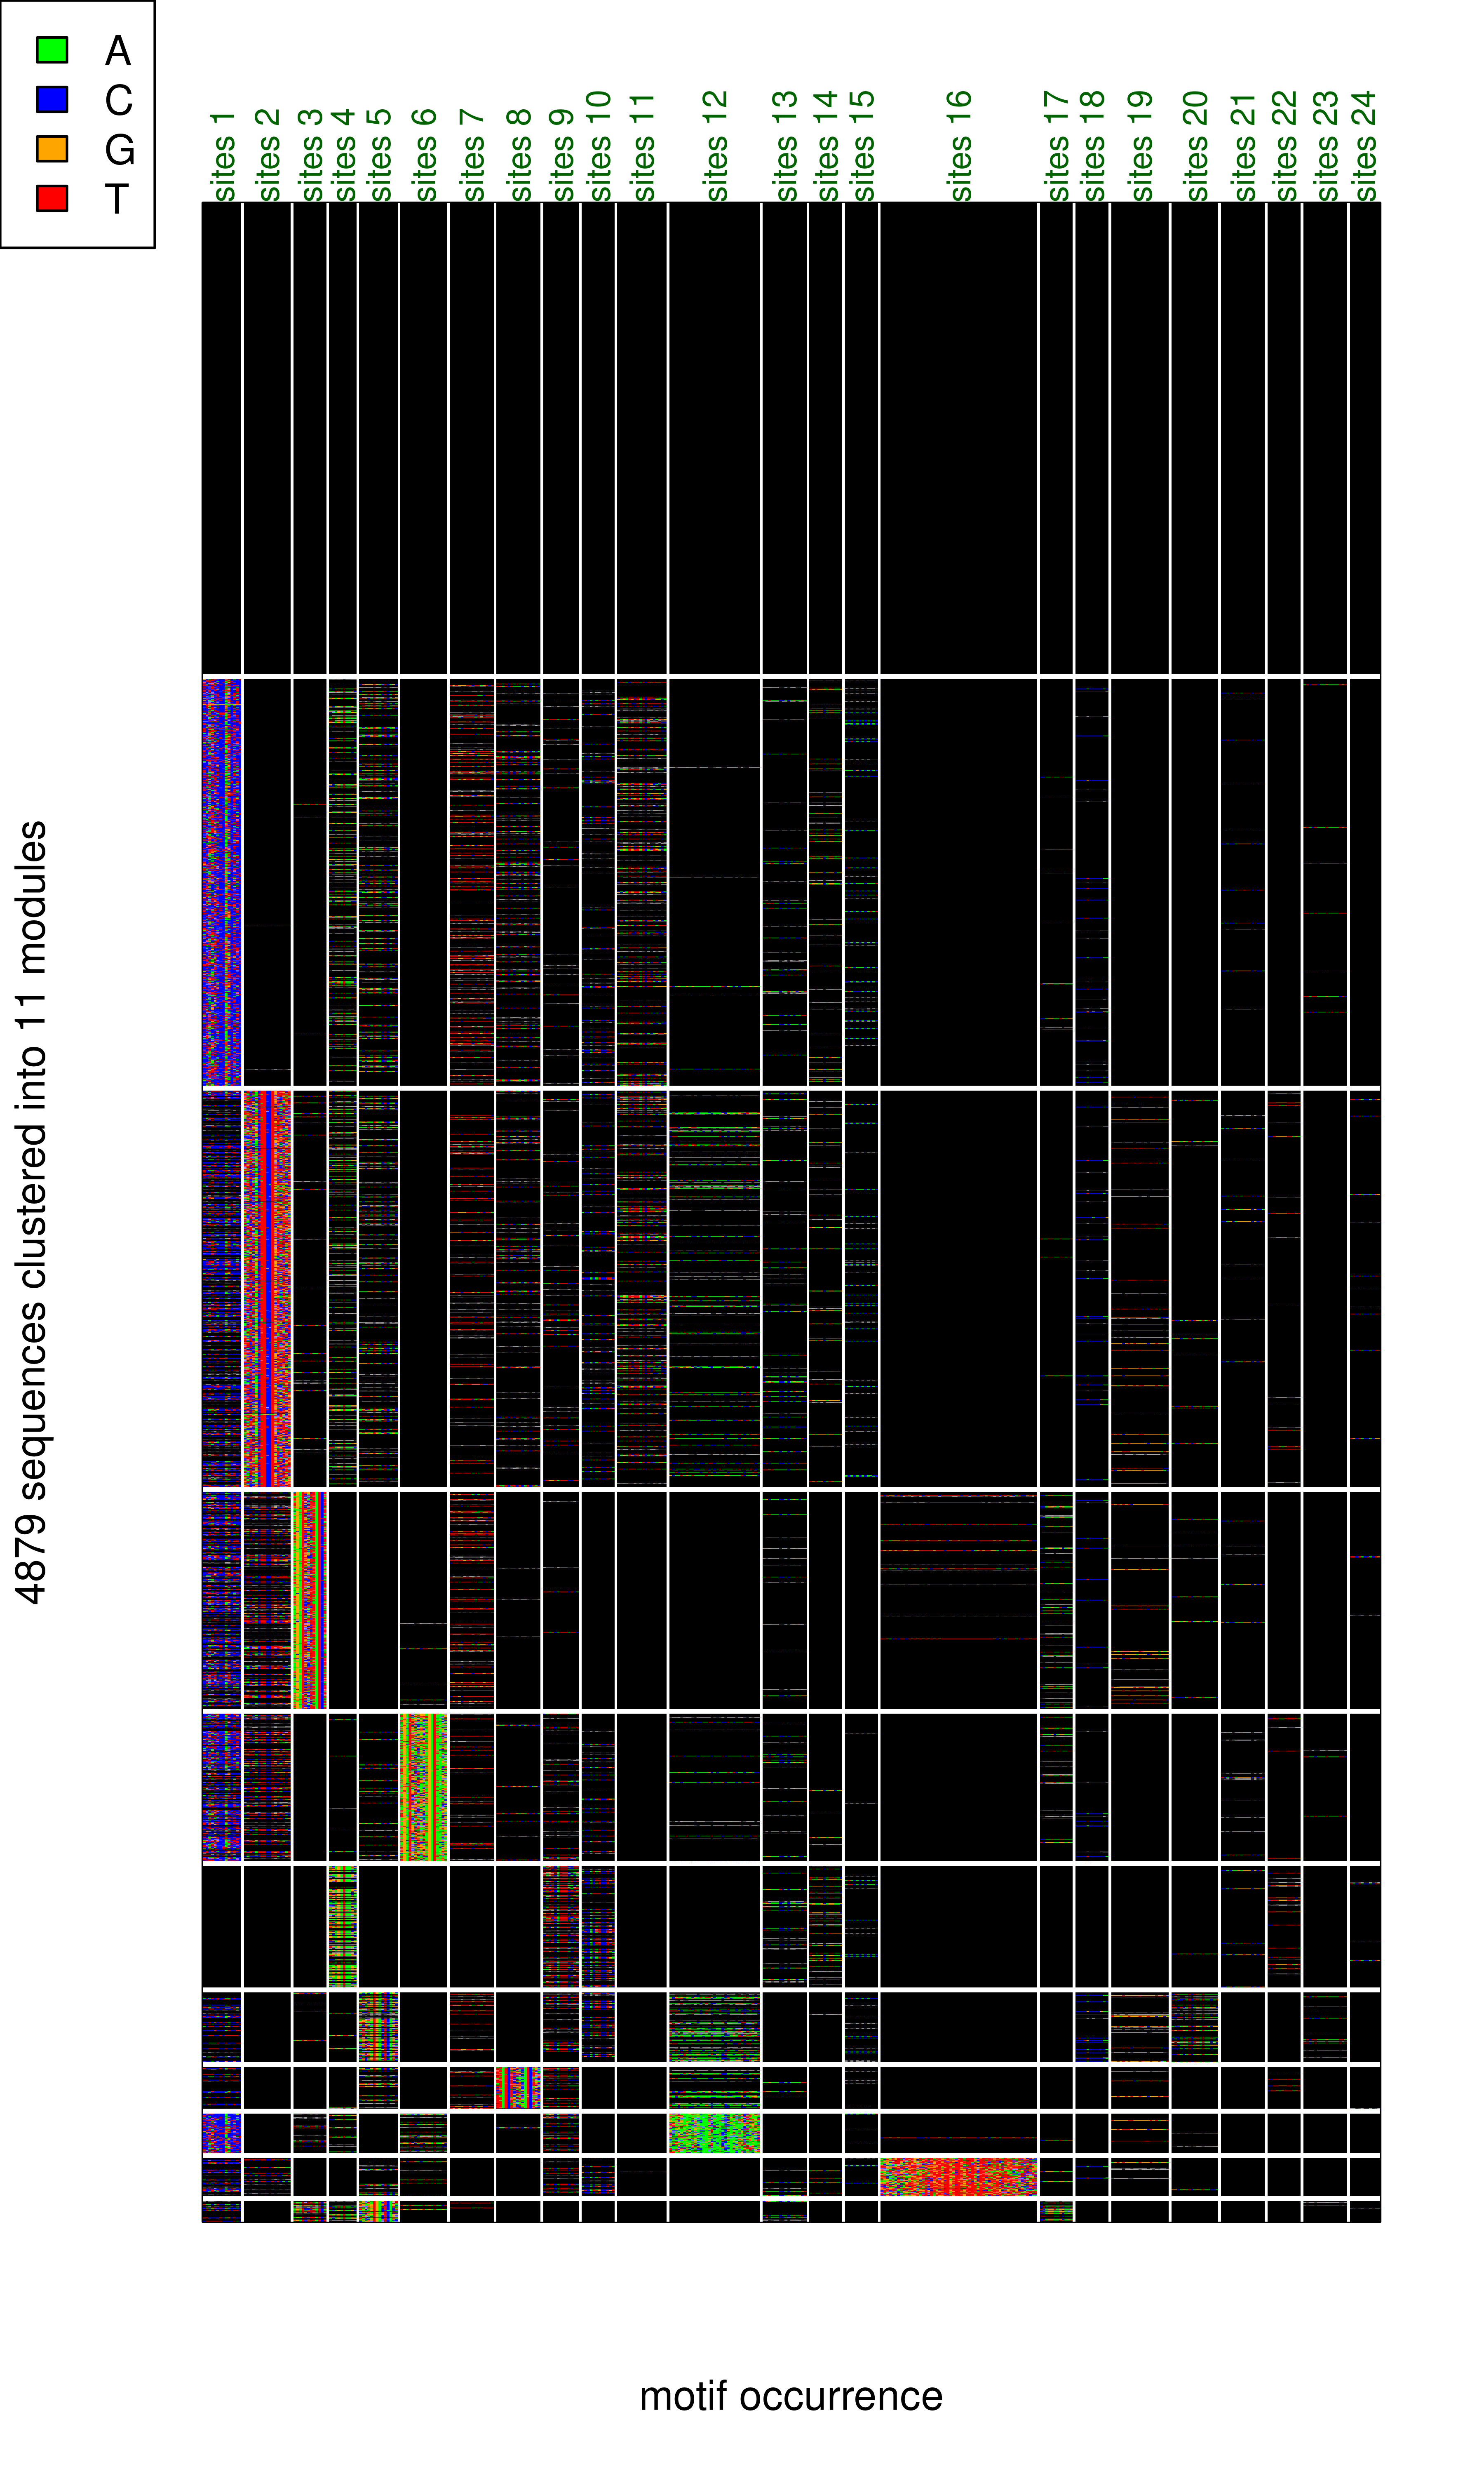 A
C
G
T
sites 1
sites 2
sites 3
sites 4
sites 5
sites 6
sites 7
sites 8
sites 9
sites 10
sites 11
sites 12
sites 13
sites 14
sites 15
sites 16
sites 17
sites 18
sites 19
sites 20
sites 21
sites 22
sites 23
sites 24
4879 sequences clustered into 11 modules
motif occurrence